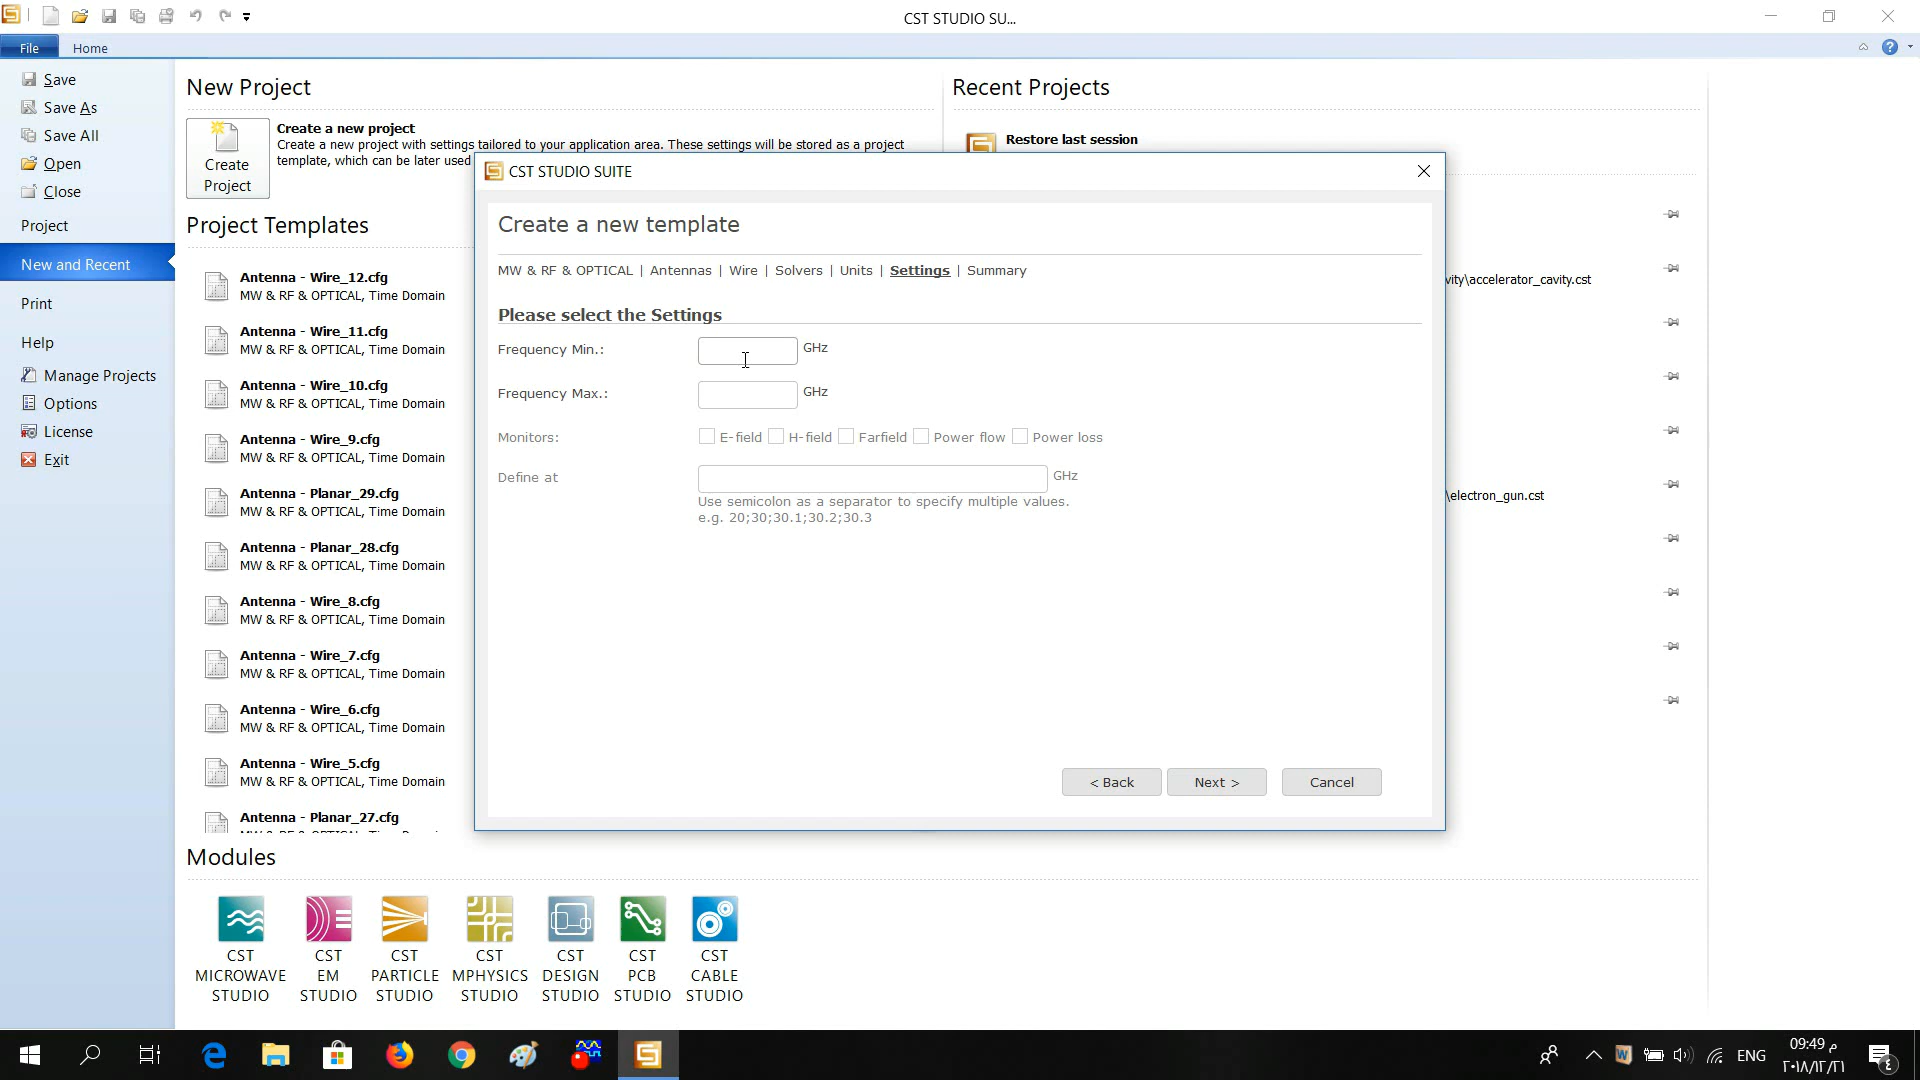 CST STUDIO SU...
File
Home
Save
Save As
Save All
Open
Close
Project
New and Recent
Print
Help
Manage Projects
Options
License
Exit
New Project
Create Project
Create a new project
Create a new project with settings tailored to your application area. These settings will be stored as a project
template, which can be later used
Project Templates
Antenna - Wire_12.cfg
MW & RF & OPTICAL, Time Domain
Antenna - Wire_11.cfg
MW & RF & OPTICAL, Time Domain
Antenna - Wire_10.cfg
MW & RF & OPTICAL, Time Domain
Antenna - Wire_9.cfg
MW & RF & OPTICAL, Time Domain
Antenna - Planar_29.cfg
MW & RF & OPTICAL, Time Domain
Antenna - Planar_28.cfg
MW & RF & OPTICAL, Time Domain
Antenna - Wire_8.cfg
MW & RF & OPTICAL, Time Domain
Antenna - Wire_7.cfg
MW & RF & OPTICAL, Time Domain
Antenna - Wire_6.cfg
MW & RF & OPTICAL, Time Domain
Antenna - Wire_5.cfg
MW & RF & OPTICAL, Time Domain
Antenna - Planar_27.cfg
Recent Projects
Restore last session
vity\accelerator_cavity.cst
\electron_gun.cst
CST STUDIO SUITE
Create a new template
MW & RF & OPTICAL | Antennas | Wire | Solvers | Units | Settings | Summary
Please select the Settings
Frequency Min.: GHz
Frequency Max.: GHz
Monitors: E-field H-field Farfield Power flow Power loss
Define at GHz
Use semicolon as a separator to specify multiple values.
e.g. 20;30;30.1;30.2;30.3
< Back
Next >
Cancel
Modules
CST MICROWAVE STUDIO
CST EM STUDIO
CST PARTICLE STUDIO
CST MPHYSICS STUDIO
CST DESIGN STUDIO
CST PCB STUDIO
CST CABLE STUDIO
ENG
09:49 م
٢٠١٨/١٢/٢١
٤